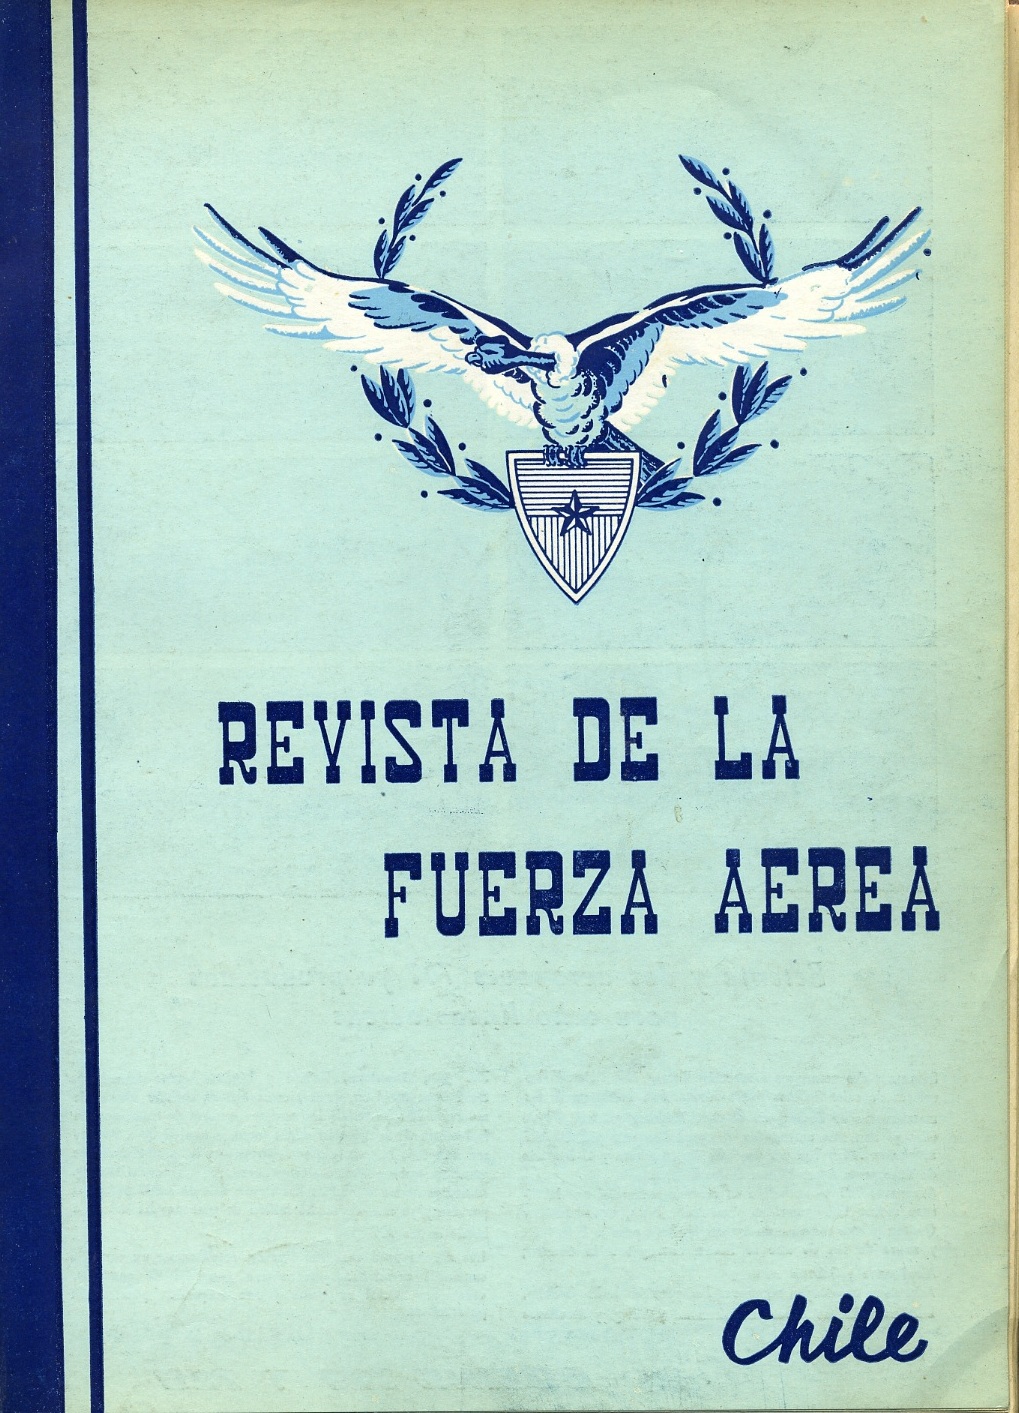 REVISTA DE LA
FUERZA AEREA
Chile